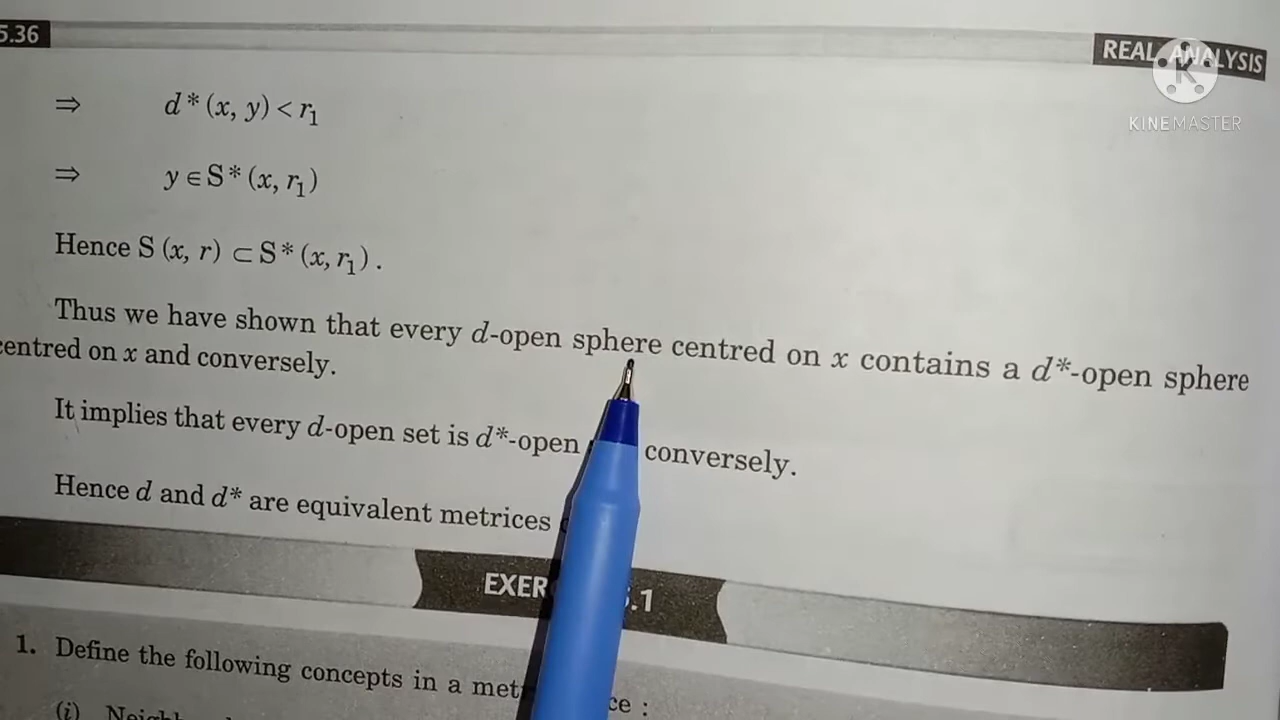 5.36
REAL ANALYSIS
KINEMASTER
⇒ d*(x, y) < r₁
⇒ y ∈ S*(x, r₁)
Hence S (x, r) ⊂ S*(x, r₁).
Thus we have shown that every d-open sphere centred on x contains a d*-open sphere
centred on x and conversely.
It implies that every d-open set is d*-open conversely.
Hence d and d* are equivalent metrices
EXER .1
1. Define the following concepts in a met ce :
(i)